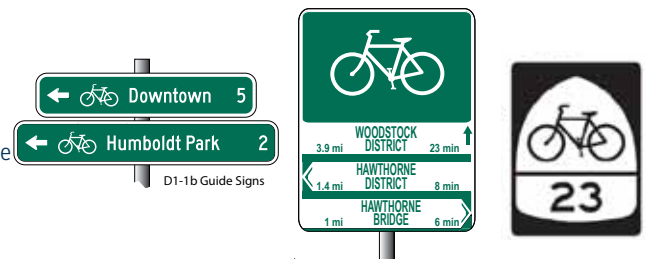 Downtown 5
e
Humboldt Park 2
D1-1b Guide Signs
WOODSTOCK
3.9 mi DISTRICT 23 min
HAWTHORNE
1.4 mi DISTRICT 8 min
HAWTHORNE
1 mi BRIDGE 6 min
23